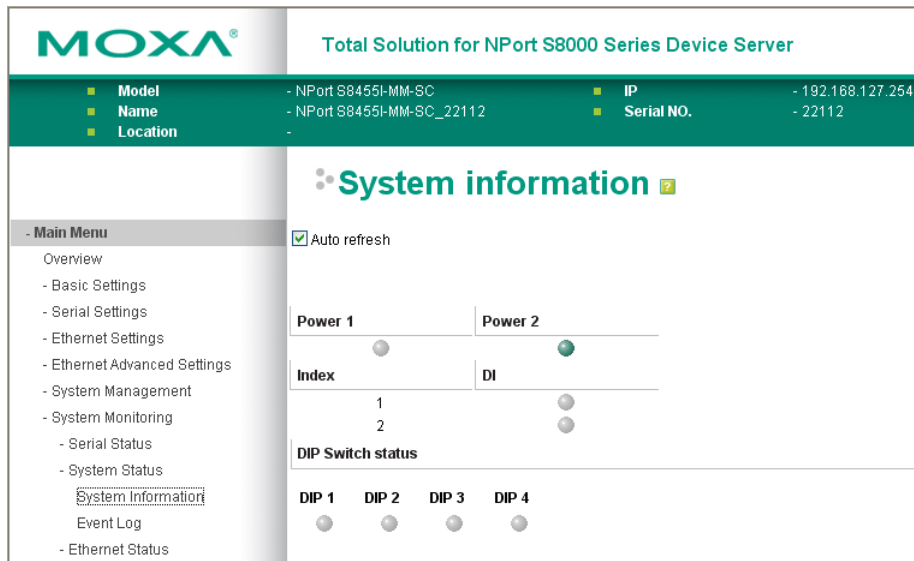 MOXA®
Total Solution for NPort S8000 Series Device Server
Model - NPort S8455I-MM-SC IP - 192.168.127.254
Name - NPort S8455I-MM-SC_22112 Serial NO. - 22112
Location -
System information ?
- Main Menu
Overview
- Basic Settings
- Serial Settings
- Ethernet Settings
- Ethernet Advanced Settings
- System Management
- System Monitoring
- Serial Status
- System Status
System Information
Event Log
- Ethernet Status
Auto refresh
Power 1 Power 2
Index DI
1
2
DIP Switch status
DIP 1 DIP 2 DIP 3 DIP 4